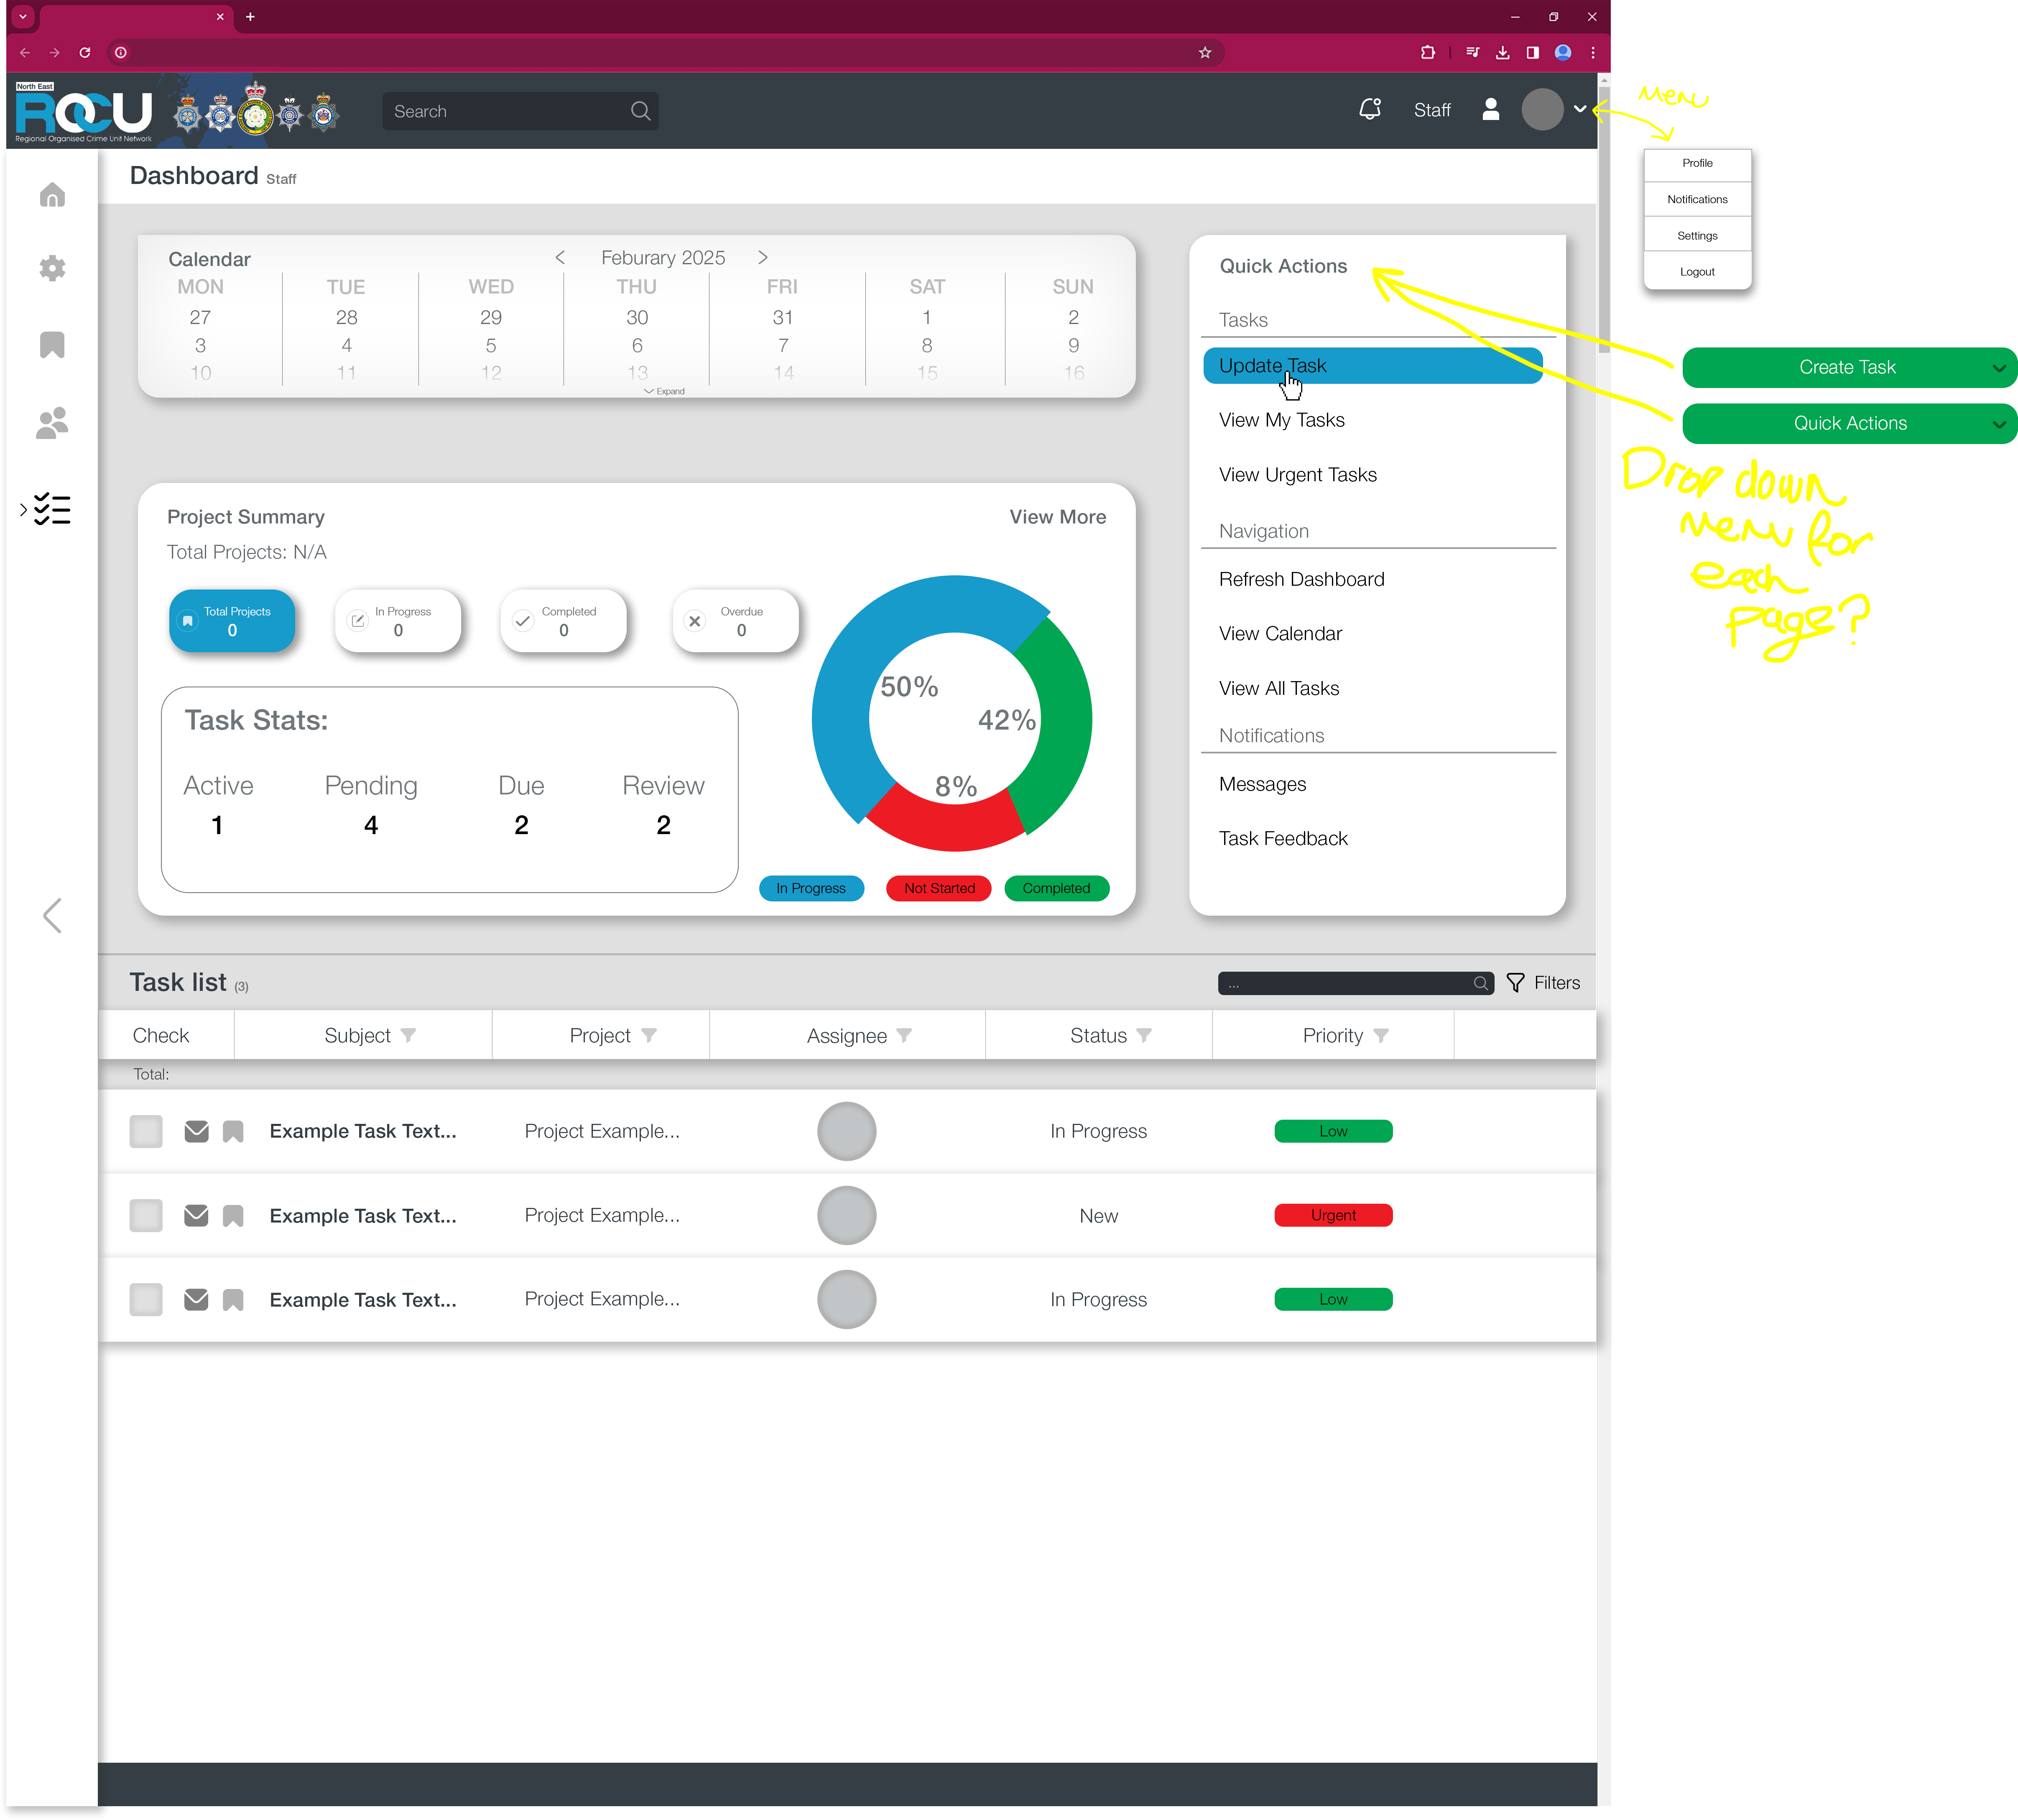 North East
ROCU
Regional Organised Crime Unit Network
Search
Staff
Menu
Profile
Notifications
Settings
Logout
Dashboard Staff
Calendar
Feburary 2025
MON TUE WED THU FRI SAT SUN
27 28 29 30 31 1 2
3 4 5 6 7 8 9
10 11 12 13 14 15 16
Expand
Quick Actions
Tasks
Update Task
View My Tasks
View Urgent Tasks
Navigation
Refresh Dashboard
View Calendar
View All Tasks
Notifications
Messages
Task Feedback
Create Task
Quick Actions
Drop down
menu for
each
page?
Project Summary
View More
Total Projects: N/A
Total Projects
0
In Progress
0
Completed
0
Overdue
0
50%
42%
8%
Task Stats:
Active Pending Due Review
1 4 2 2
In Progress Not Started Completed
Task list (3)
...
Filters
Check Subject Project Assignee Status Priority
Total:
Example Task Text... Project Example... In Progress Low
Example Task Text... Project Example... New Urgent
Example Task Text... Project Example... In Progress Low